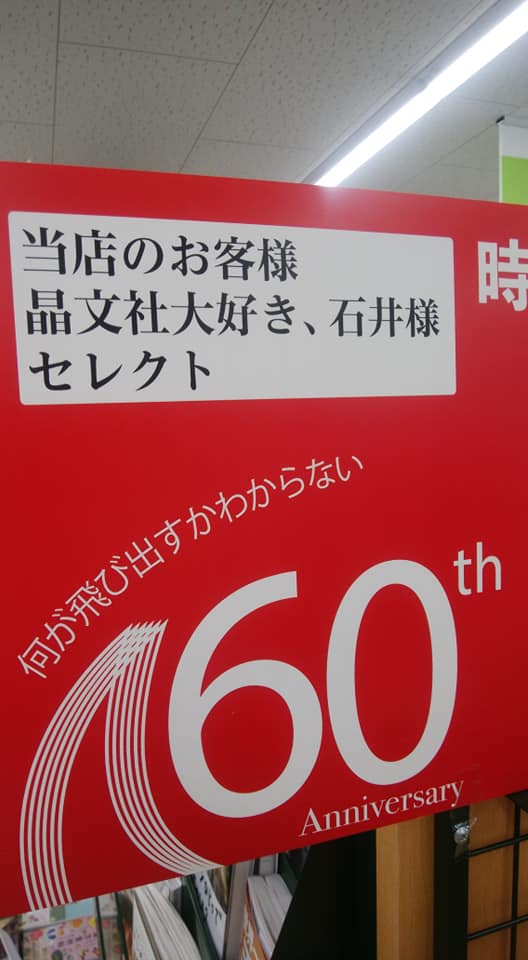 当店のお客様
晶文社大好き、石井様
セレクト
時
何が飛び出すかわからない
60th
Anniversary